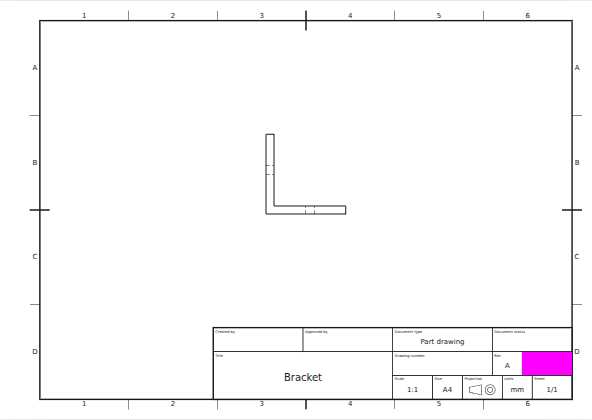 1 2 3 4 5 6
A A
B B
C C
D D
Created by Approved by Document type Document status
Part drawing
Title Drawing number Rev
A
Bracket
Scale Size Projection Units Sheet
1:1 A4 mm 1/1
1 2 3 4 5 6